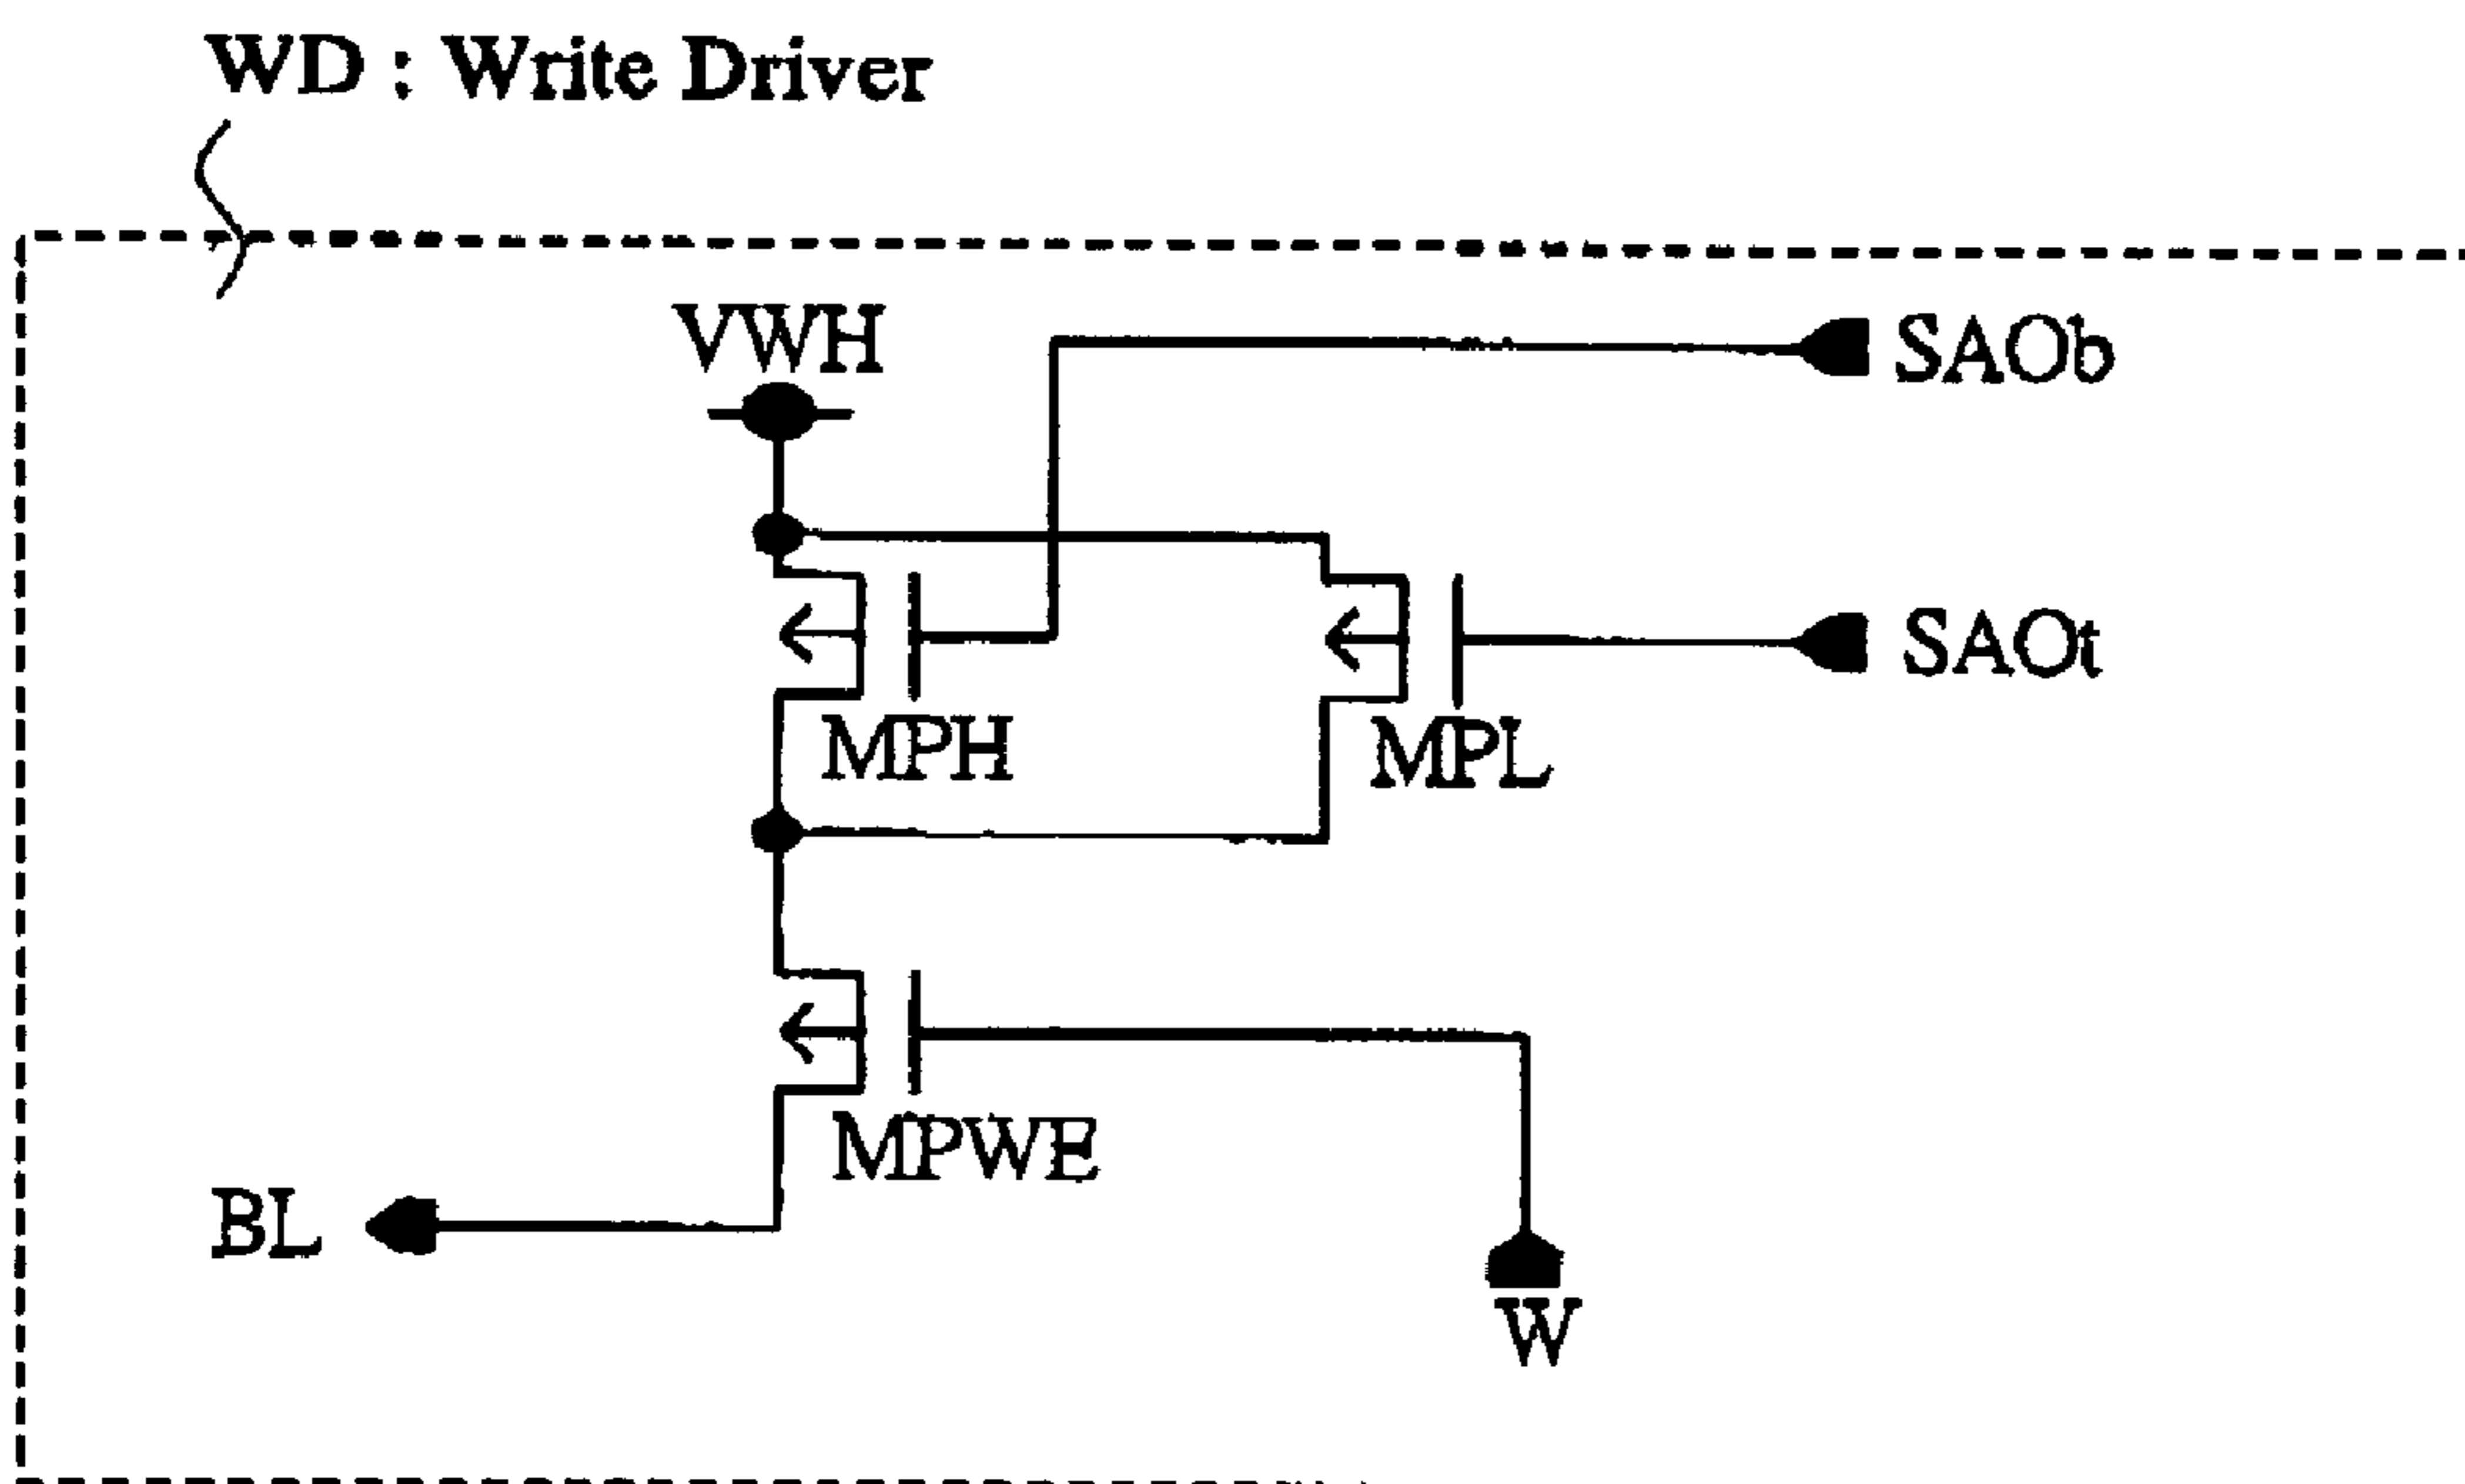 WD : Write Driver
VWH
SAOb
SAOt
MPH
MPL
MPWE
BL
W